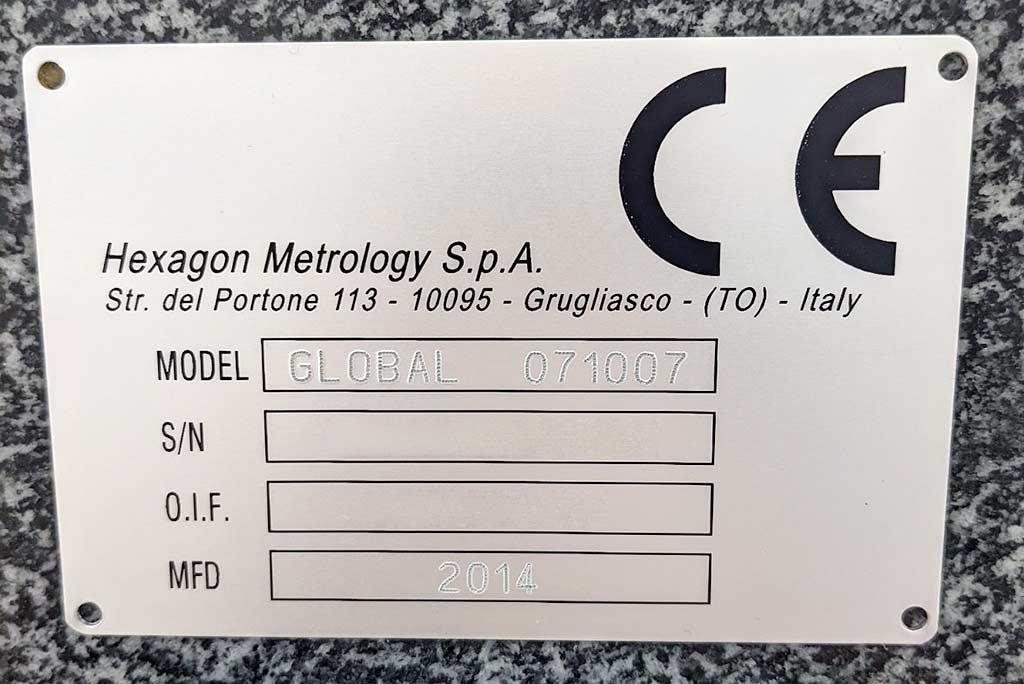 CE
Hexagon Metrology S.p.A.
Str. del Portone 113 - 10095 - Grugliasco - (TO) - Italy
MODEL GLOBAL 071007
S/N
O.I.F.
MFD 2014